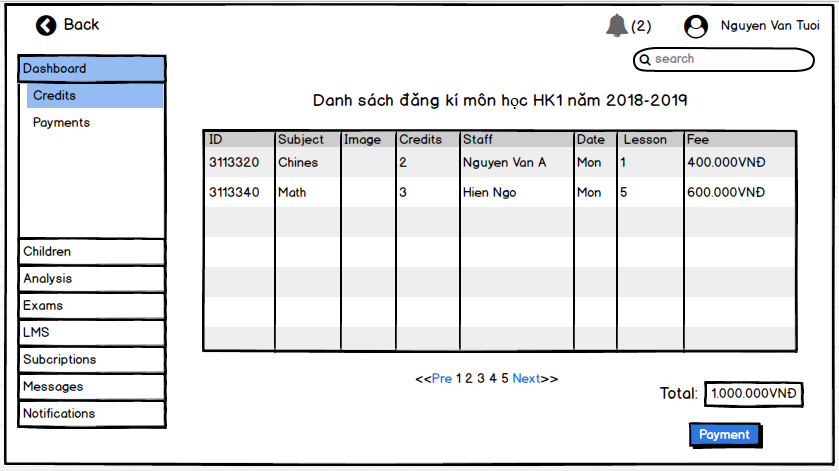 Back
(2)
Nguyen Van Tuoi
search
Dashboard
Credits
Payments
Children
Analysis
Exams
LMS
Subcriptions
Messages
Notifications
Danh sách đăng kí môn học HK1 năm 2018-2019
ID Subject Image Credits Staff Date Lesson Fee
3113320 Chines 2 Nguyen Van A Mon 1 400.000VNĐ
3113340 Math 3 Hien Ngo Mon 5 600.000VNĐ
<<Pre 1 2 3 4 5 Next>>
Total: 1.000.000VNĐ
Payment